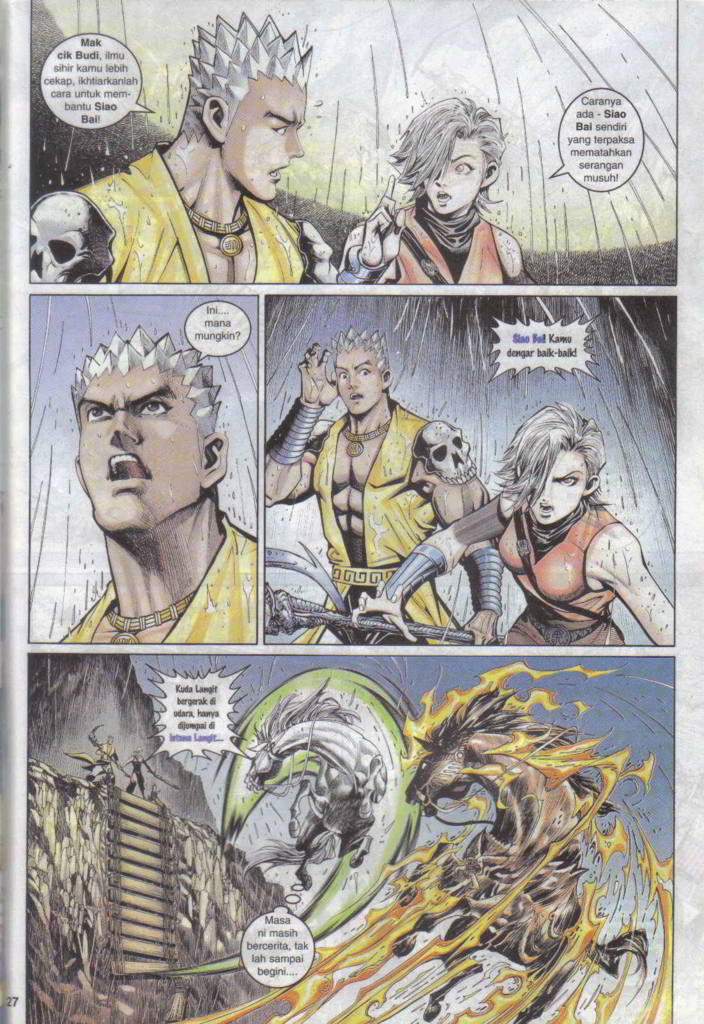 Mak
cik Budi, ilmu
sihir kamu lebih
cekap, ikhtiarkanlah
cara untuk mem-
bantu Siao
Bai!
Caranya
ada - Siao
Bai sendiri
yang terpaksa
mematahkan
serangan
musuh!
Ini....
mana
mungkin?
Siao Bai! Kamu
dengar baik-baik!
Kuda Langit
bergerak di
udara, hanya
dijumpai di
Istana Langit...
Masa
ni masih
bercerita, tak
lah sampai
begini....
27